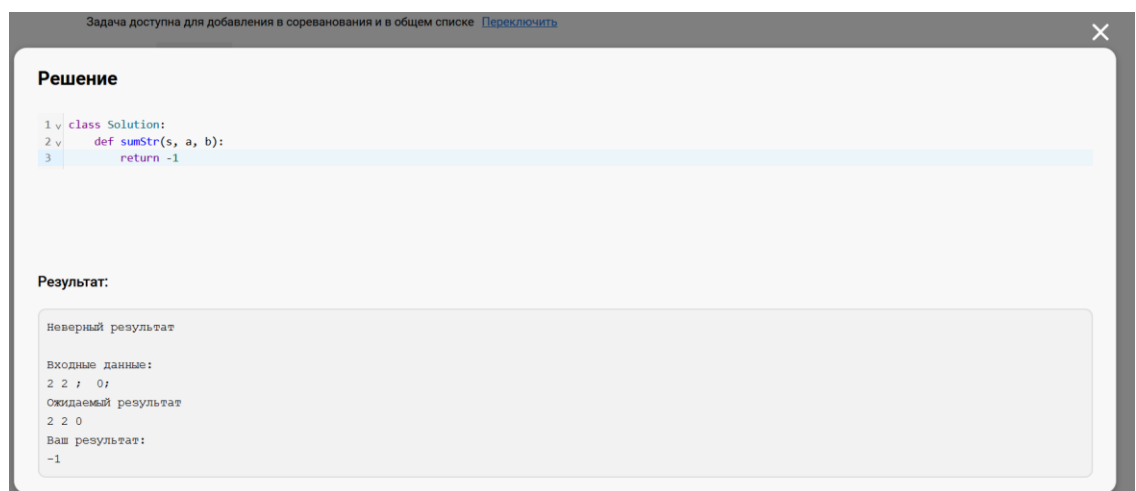 Задача доступна для добавления в сореванования и в общем списке Переключить
Решение
1 class Solution:
2 def sumStr(s, a, b):
3 return -1
Результат:
Неверный результат
Входные данные:
2 2 ; 0;
Ожидаемый результат
2 2 0
Ваш результат:
-1